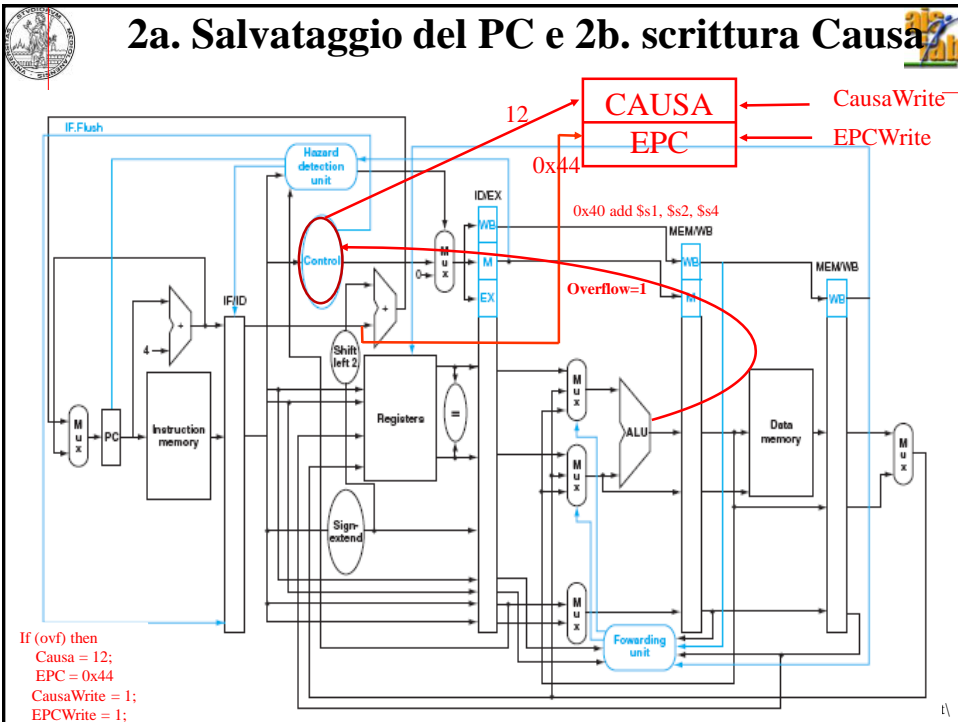 2a. Salvataggio del PC e 2b. scrittura Causa
CAUSA
CausaWrite
12
EPC
EPCWrite
0x44
IF.Flush
Hazard
detection
unit
ID/EX
0x40 add $s1, $s2, $s4
WB
MEM/WB
Control
M
u
x
M
WB
MEM/WB
0
Overflow=1
EX
M
WB
IF/ID
+
+
4
Shift
left 2
M
u
x
PC
Instruction
memory
Registers
=
M
u
x
ALU
Data
memory
M
u
x
M
u
x
Sign-
extend
M
u
x
Fowarding
unit
If (ovf) then
Causa = 12;
EPC = 0x44
CausaWrite = 1;
EPCWrite = 1;